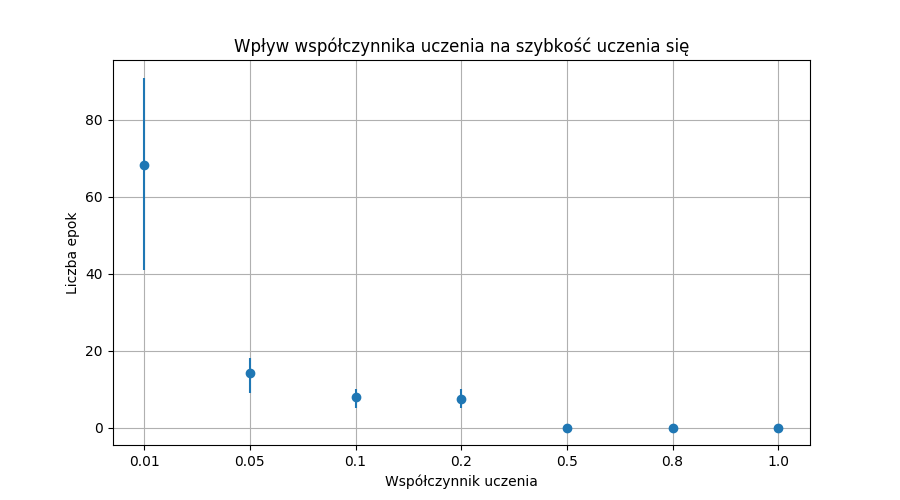 Wpływ współczynnika uczenia na szybkość uczenia się
80
60
40
20
0
Liczba epok
0.01 0.05 0.1 0.2 0.5 0.8 1.0
Współczynnik uczenia